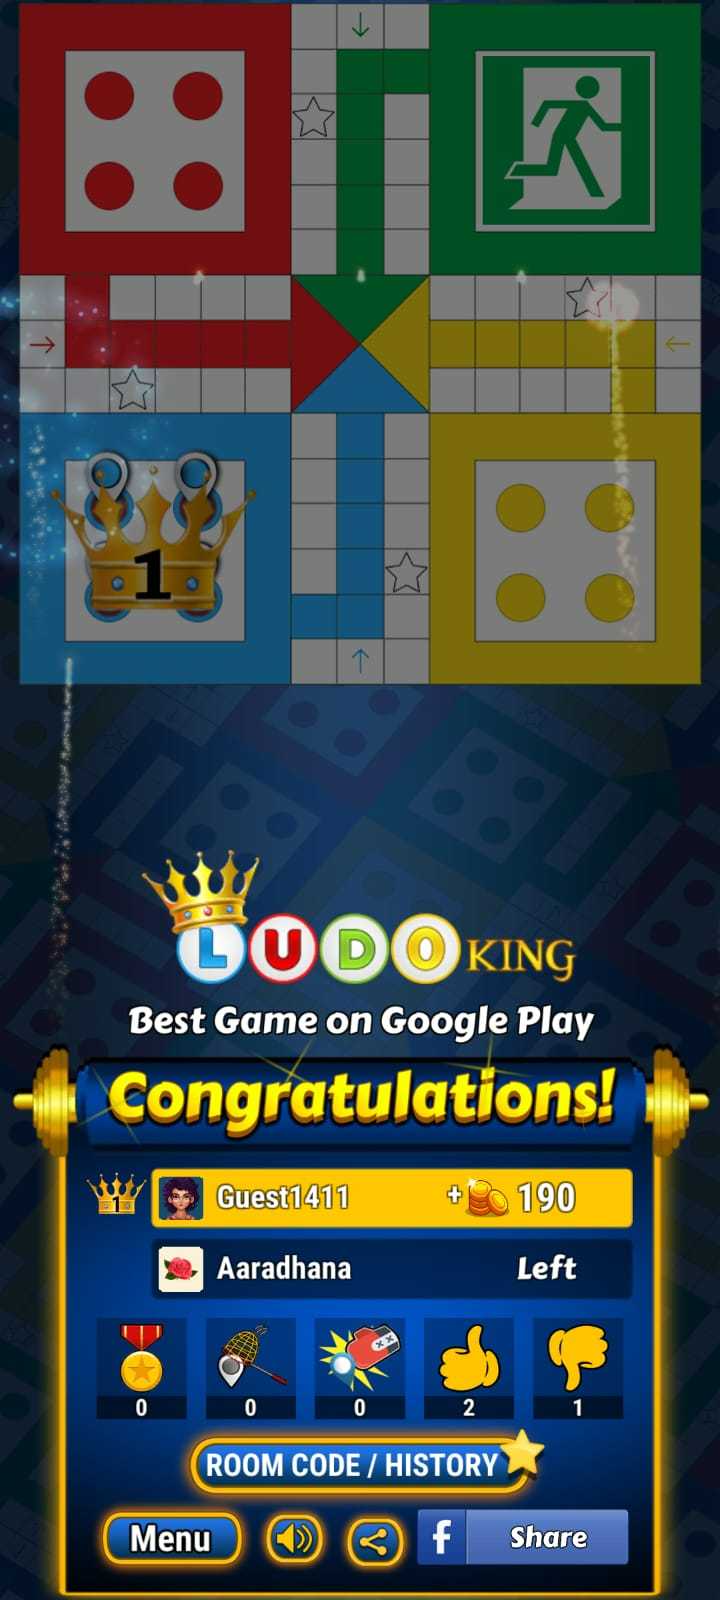 1
LUDO KING
Best Game on Google Play
Congratulations!
1 Guest1411 + 190
Aaradhana Left
0 0 0 2 1
ROOM CODE / HISTORY
Menu f Share